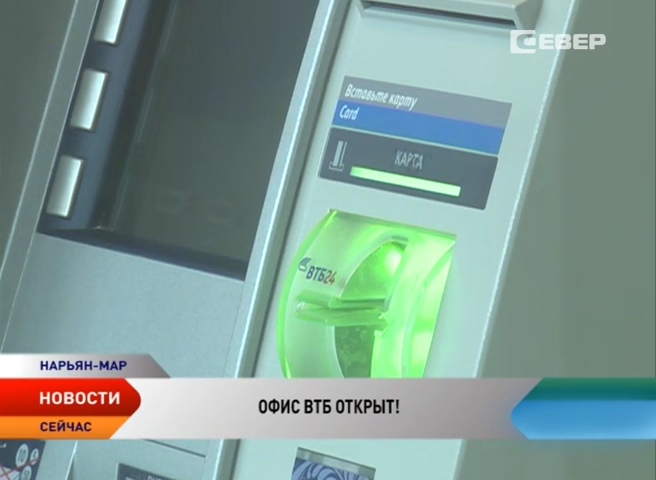 СЕВЕР
Вставьте карту
Card
КАРТА
ВТБ24
НАРЬЯН-МАР
НОВОСТИ
ОФИС ВТБ ОТКРЫТ!
СЕЙЧАС